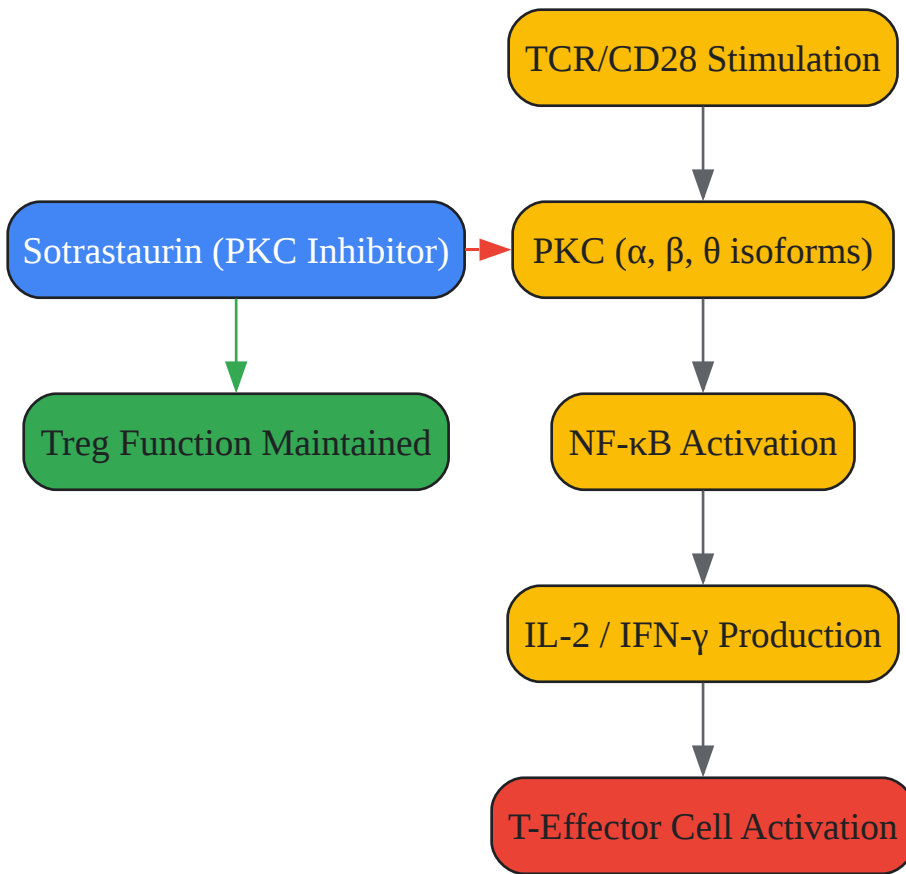 TCR/CD28 Stimulation
Sotrastaurin (PKC Inhibitor)
PKC (α, β, θ isoforms)
Treg Function Maintained
NF-κB Activation
IL-2 / IFN-γ Production
T-Effector Cell Activation